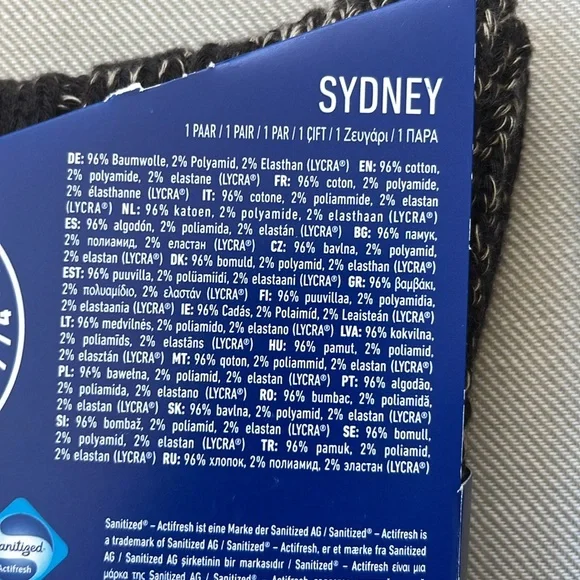 SYDNEY
1 PAAR / 1 PAIR / 1 PAR / 1 ÇIFT / 1 Ζευγάρι / 1 ПАРА
DE: 96% Baumwolle, 2% Polyamid, 2% Elasthan (LYCRA®) EN: 96% cotton,
2% polyamide, 2% elastane (LYCRA®) FR: 96% coton, 2% polyamide,
2% élasthanne (LYCRA®) IT: 96% cotone, 2% poliammide, 2% elastan
(LYCRA®) NL: 96% katoen, 2% polyamide, 2% elasthaan (LYCRA®)
ES: 96% algodón, 2% poliamida, 2% elastán (LYCRA®) BG: 96% памук,
2% полиамид, 2% еластан (LYCRA®) CZ: 96% bavlna, 2% polyamid,
2% elastan (LYCRA®) DK: 96% bomuld, 2% polyamid, 2% elasthan (LYCRA®)
EST: 96% puuvilla, 2% polüamiidi, 2% elastaani (LYCRA®) GR: 96% βαμβάκι,
2% πολυαμίδιο, 2% ελαστάν (LYCRA®) FI: 96% puuvillaa, 2% polyamidia,
2% elastaania (LYCRA®) IE: 96% Cadás, 2% Polaimíd, 2% Leaisteán (LYCRA®)
LT: 96% medvilnės, 2% poliamido, 2% elastano (LYCRA®) LVA: 96% kokvilna,
2% poliamīds, 2% elastāns (LYCRA®) HU: 96% pamut, 2% poliamid,
2% elasztán (LYCRA®) MT: 96% qoton, 2% poliammid, 2% elastan (LYCRA®)
PL: 96% bawełna, 2% poliamid, 2% elastan (LYCRA®) PT: 96% algodão,
2% poliamida, 2% elastano (LYCRA®) RO: 96% bumbac, 2% poliamidă,
2% elastan (LYCRA®) SK: 96% bavlna, 2% polyamid, 2% elastan (LYCRA®)
SI: 96% bombaž, 2% poliamid, 2% elastan (LYCRA®) SE: 96% bomull,
2% polyamid, 2% elastan (LYCRA®) TR: 96% pamuk, 2% poliamid,
2% elastan (LYCRA®) RU: 96% хлопок, 2% полиамид, 2% эластан (LYCRA®)
Sanitized® – Actifresh ist eine Marke der Sanitized AG / Sanitized® – Actifresh is
a trademark of Sanitized AG / Sanitized® – Actifresh, er et mærke fra Sanitized
AG / Sanitized® – Actifresh Sanitized AG şirketinin bir markasıdır / Sanitized® – Actifresh είναι μια
μάρκα της Sanitized AG / Sanitized® – Actifresh
anitized
Actifresh